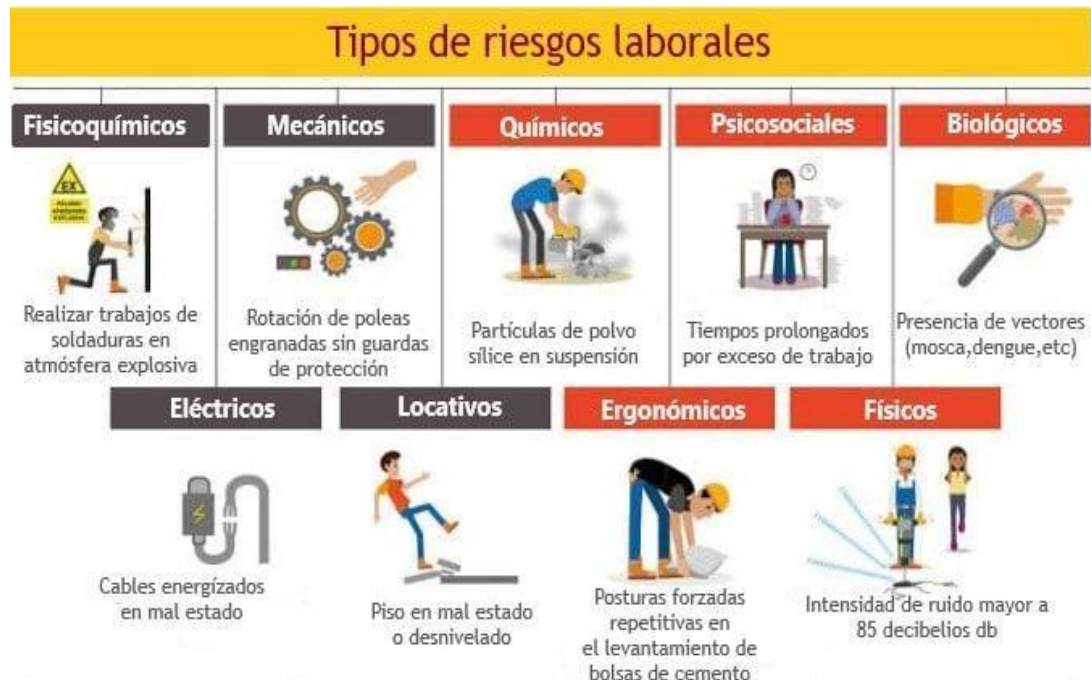 Tipos de riesgos laborales
Fisicoquímicos
Mecánicos
Químicos
Psicosociales
Biológicos
EX
Realizar trabajos de
soldaduras en
atmósfera explosiva
Rotación de poleas
engranadas sin guardas
de protección
Partículas de polvo
sílice en suspensión
Tiempos prolongados
por exceso de trabajo
Presencia de vectores
(mosca,dengue,etc)
Eléctricos
Locativos
Ergonómicos
Físicos
Cables energízados
en mal estado
Piso en mal estado
o desnivelado
Posturas forzadas
repetitivas en
el levantamiento de
bolsas de cemento
Intensidad de ruido mayor a
85 decibelios db